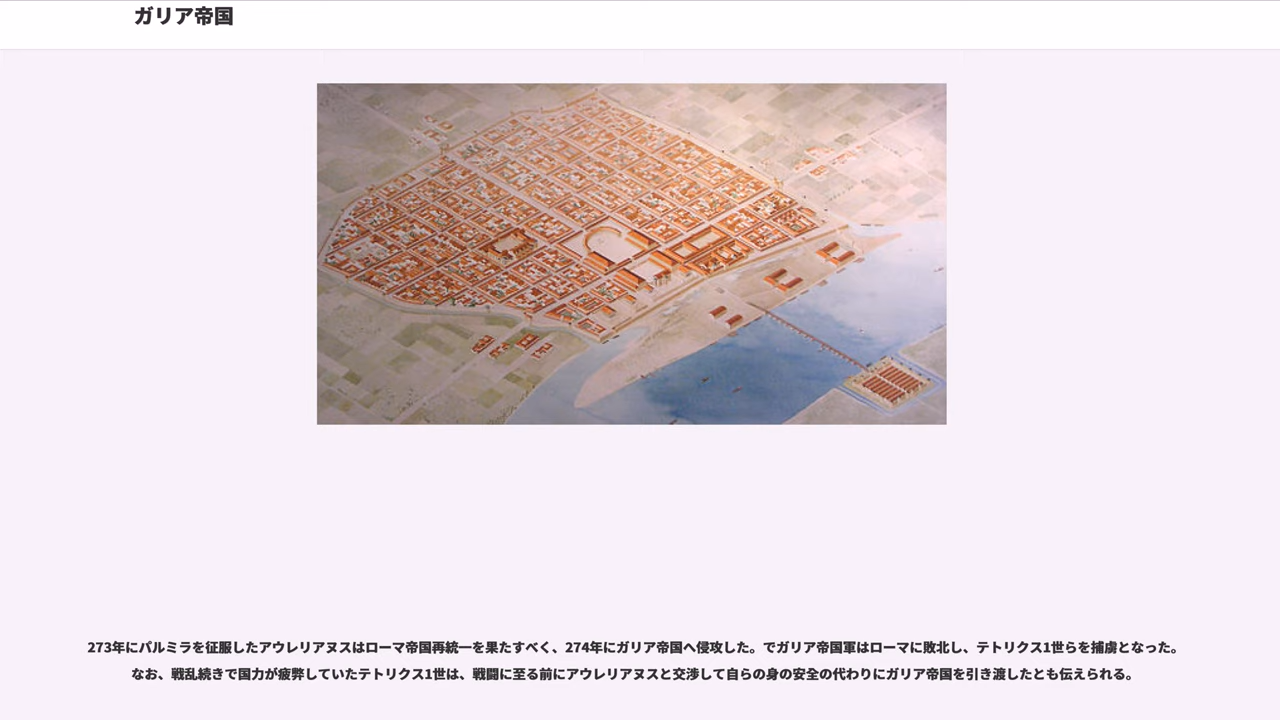 ガリア帝国
273年にパルミラを征服したアウレリアヌスはローマ帝国再統一を果たすべく、274年にガリア帝国へ侵攻した。でガリア帝国軍はローマに敗北し、テトリクス1世らを捕虜となった。
なお、戦乱続きで国力が疲弊していたテトリクス1世は、戦闘に至る前にアウレリアヌスと交渉して自らの身の安全の代わりにガリア帝国を引き渡したとも伝えられる。